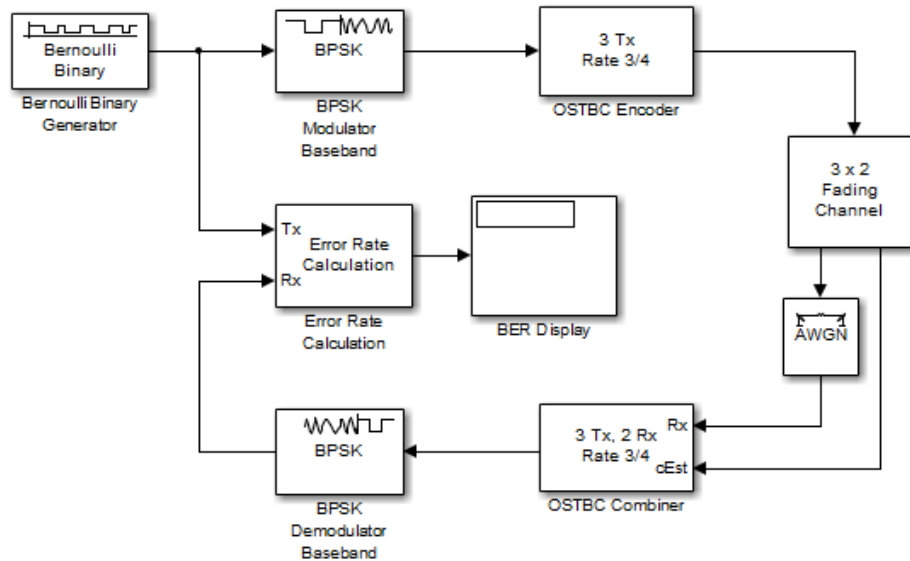 Bernoulli
Binary
Bernoulli Binary
Generator
BPSK
BPSK
Modulator
Baseband
3 Tx
Rate 3/4
OSTBC Encoder
3 x 2
Fading
Channel
Tx
Rx
Error Rate
Calculation
Error Rate
Calculation
BER Display
AWGN
BPSK
BPSK
Demodulator
Baseband
3 Tx, 2 Rx
Rate 3/4
Rx
cEst
OSTBC Combiner